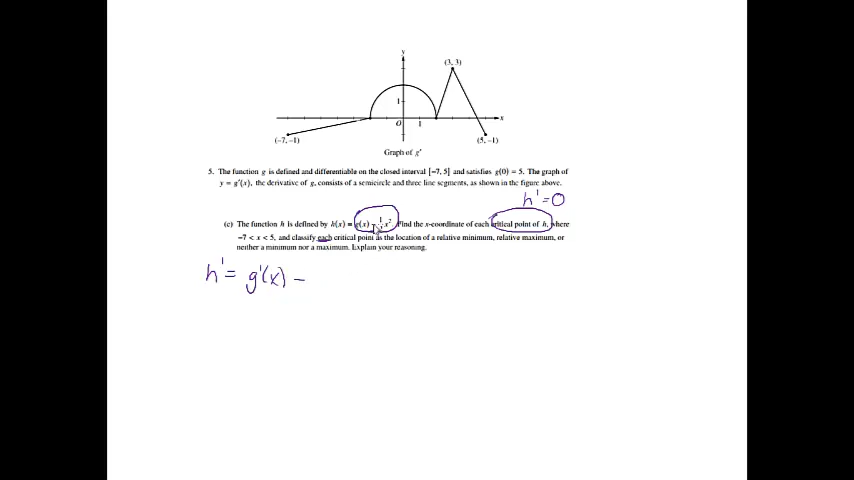 y
(3, 3)
1
O
1
x
(−7, −1)
(5, −1)
Graph of g′
5. The function g is defined and differentiable on the closed interval [−7, 5] and satisfies g(0) = 5. The graph of
y = g′(x), the derivative of g, consists of a semicircle and three line segments, as shown in the figure above.
h′ = 0
(c) The function h is defined by h(x) = g(x) − x². Find the x-coordinate of each critical point of h, where
−7 < x < 5, and classify each critical point as the location of a relative minimum, relative maximum, or
neither a minimum nor a maximum. Explain your reasoning.
h′ = g′(x) −